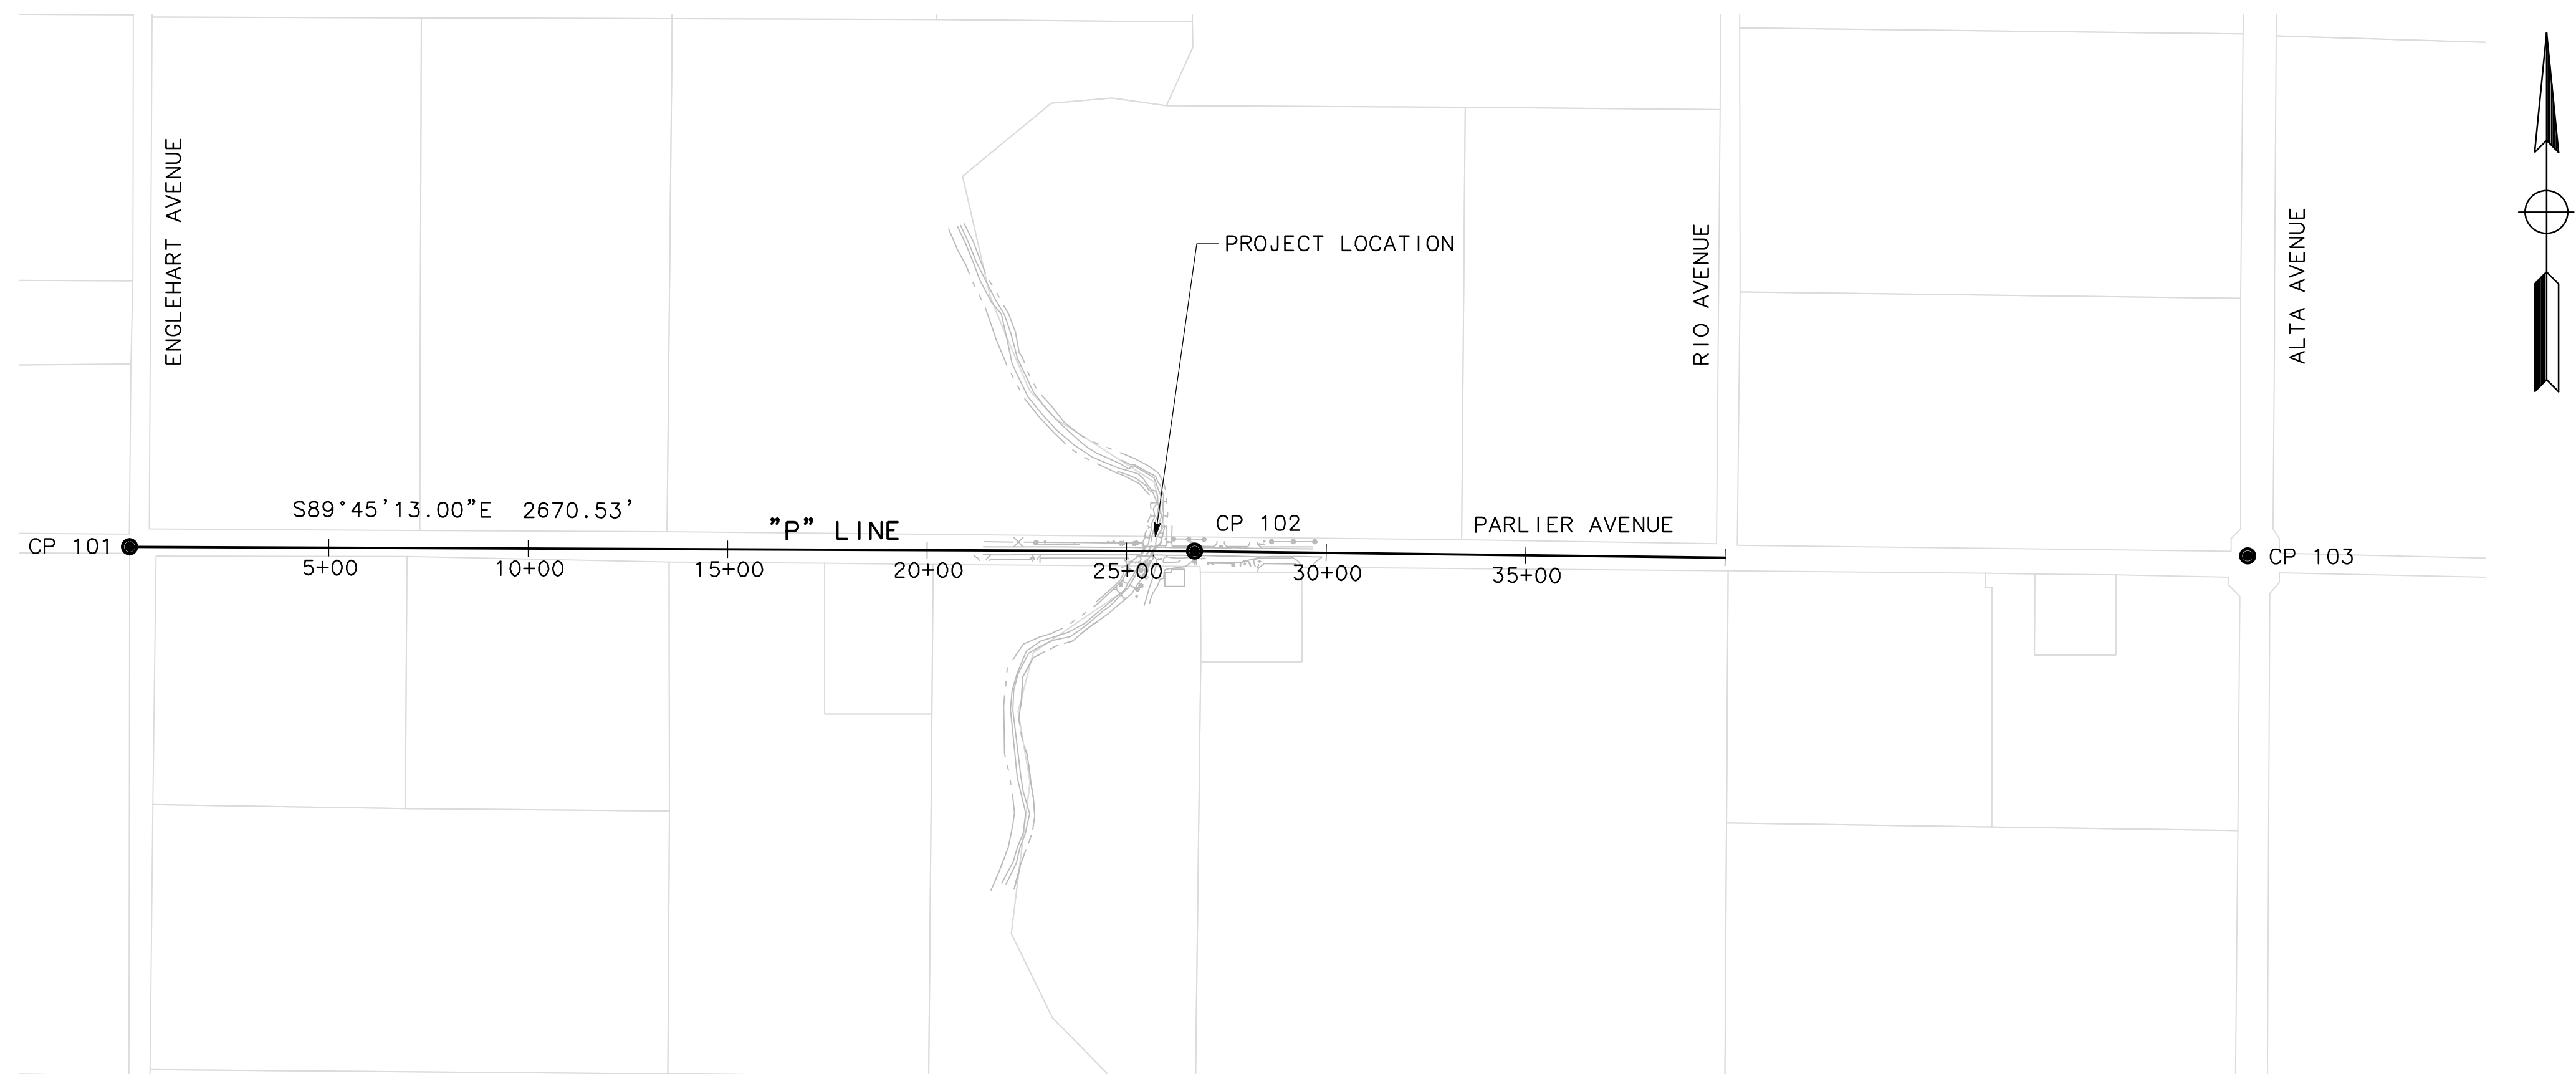 ENGLEHART AVENUE
PROJECT LOCATION
RIO AVENUE
ALTA AVENUE
S89°45'13.00"E 2670.53'
"P" LINE
CP 102
PARLIER AVENUE
CP 101
CP 103
5+00
10+00
15+00
20+00
25+00
30+00
35+00